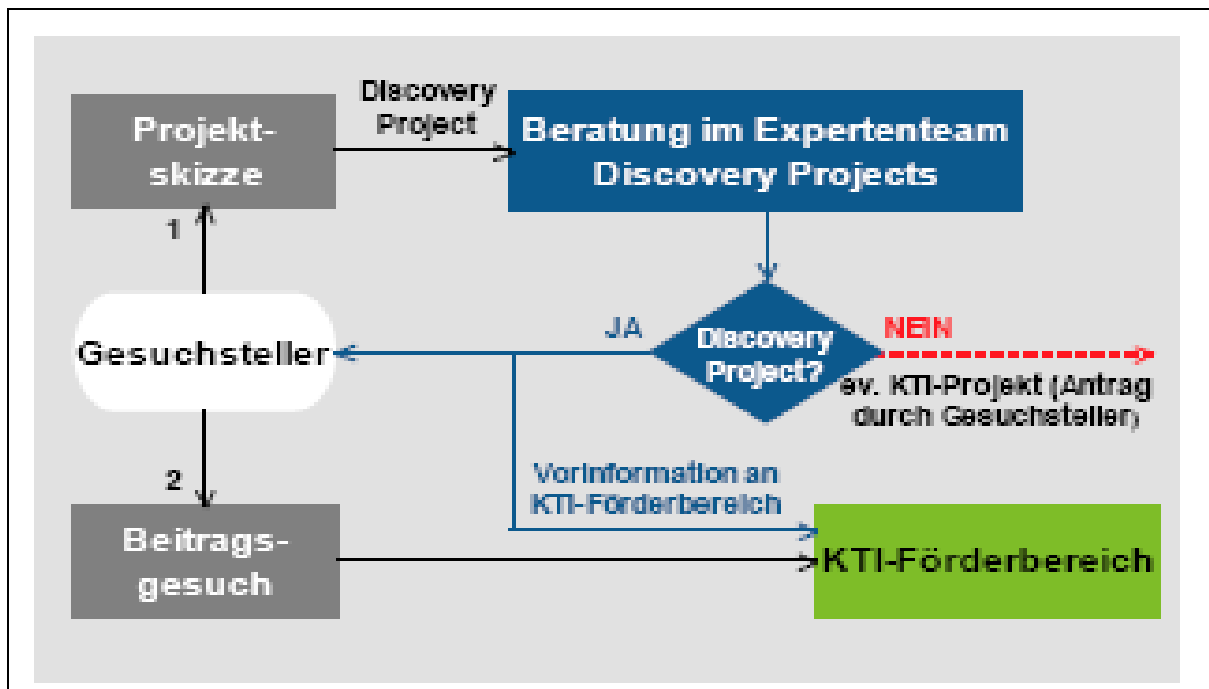 Discovery
Project
Projekt-
skizze
Beratung im Expertenteam
Discovery Projects
1
JA
NEIN
Gesuchsteller
Discovery
Project?
ev. KTI-Projekt (Antrag
durch Gesuchsteller)
2
Vorinformation an
KTI-Förderbereich
Beitrags-
gesuch
KTI-Förderbereich